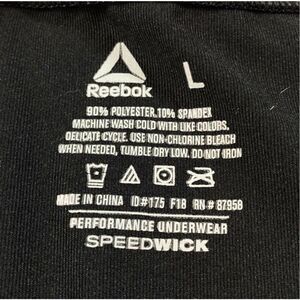 L
Reebok
90% POLYESTER, 10% SPANDEX
MACHINE WASH COLD WITH LIKE COLORS,
DELICATE CYCLE. USE NON-CHLORINE BLEACH
WHEN NEEDED, TUMBLE DRY LOW. DO NOT IRON
MADE IN CHINA ID#175 F18 RN # 87958
PERFORMANCE UNDERWEAR
SPEEDWICK